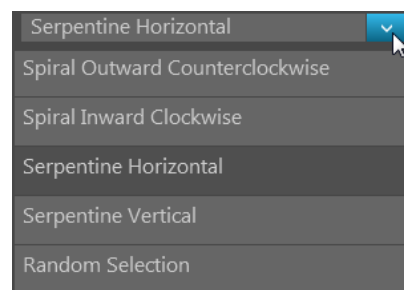 Serpentine Horizontal
Spiral Outward Counterclockwise
Spiral Inward Clockwise
Serpentine Horizontal
Serpentine Vertical
Random Selection